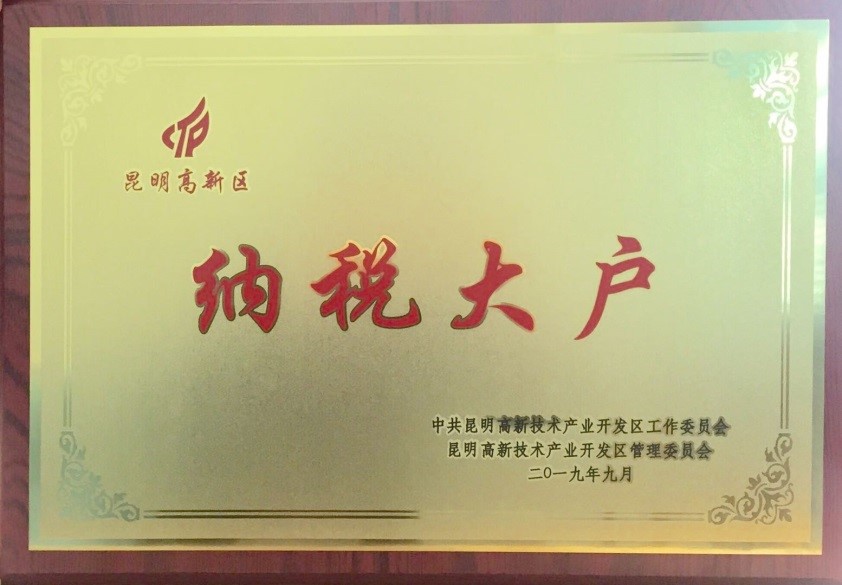 昆明高新区
纳税大户
中共昆明高新技术产业开发区工作委员会
昆明高新技术产业开发区管理委员会
二〇一九年九月